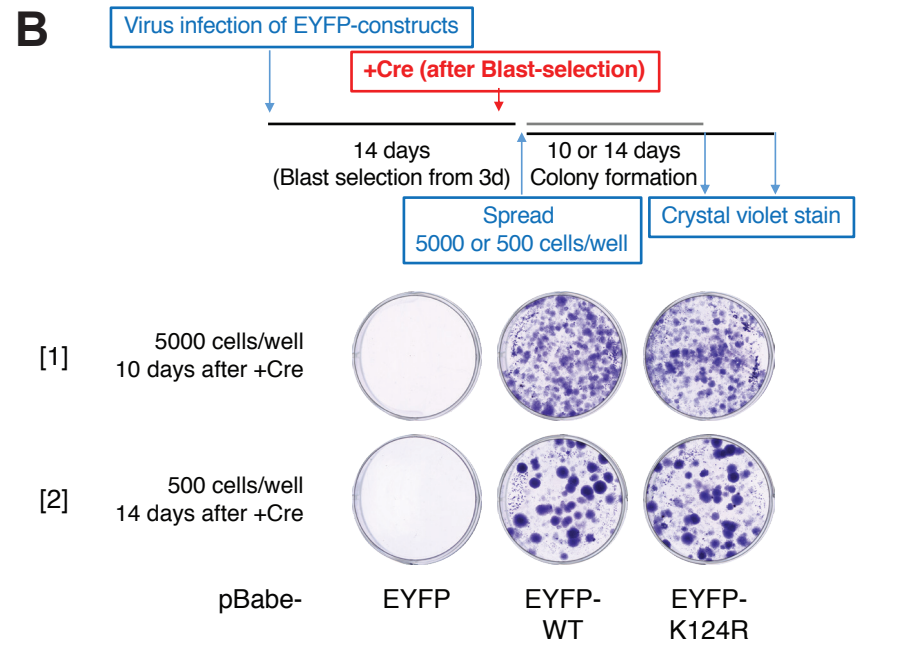 B
Virus infection of EYFP-constructs
+Cre (after Blast-selection)
14 days
(Blast selection from 3d)
10 or 14 days
Colony formation
Spread
5000 or 500 cells/well
Crystal violet stain
[1]
5000 cells/well
10 days after +Cre
[2]
500 cells/well
14 days after +Cre
pBabe-
EYFP
EYFP-
WT
EYFP-
K124R